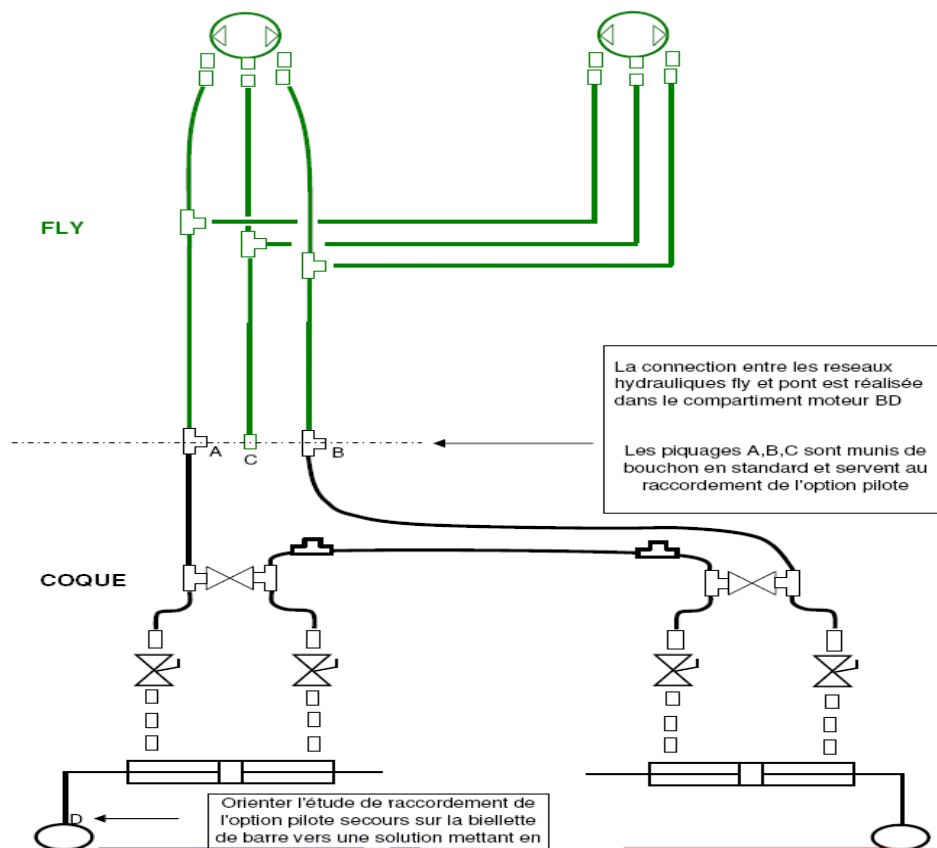 FLY
La connection entre les reseaux
hydrauliques fly et pont est réalisée
dans le compartiment moteur BD
Les piquages A,B,C sont munis de
bouchon en standard et servent au
raccordement de l'option pilote
A
C
B
COQUE
D
Orienter l'étude de raccordement de
l'option pilote secours sur la biellette
de barre vers une solution mettant en